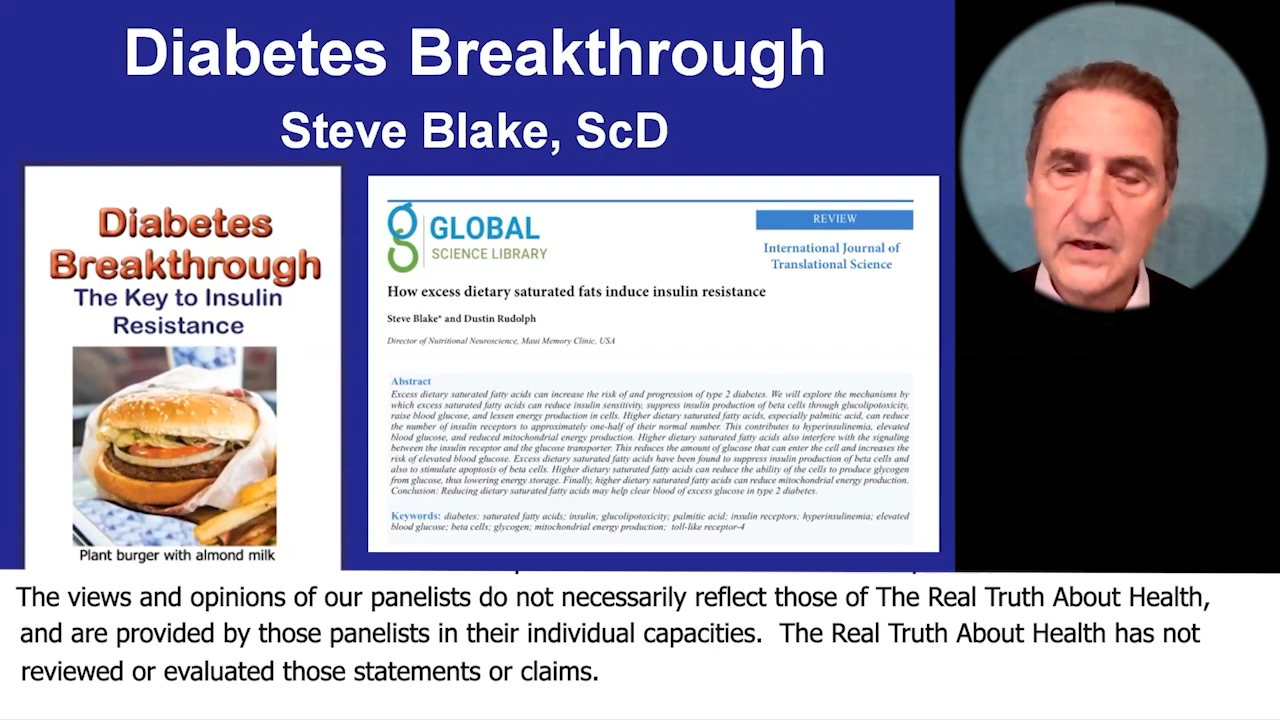 Diabetes Breakthrough
Steve Blake, ScD
Diabetes
Breakthrough
The Key to Insulin
Resistance
Plant burger with almond milk
GLOBAL
SCIENCE LIBRARY
REVIEW
International Journal of
Translational Science
How excess dietary saturated fats induce insulin resistance
Steve Blake* and Dustin Rudolph
Director of Nutritional Neuroscience, Maui Memory Clinic, USA
Abstract
Excess dietary saturated fatty acids can increase the risk of and progression of type 2 diabetes. We will explore the mechanisms by
which excess saturated fatty acids can reduce insulin sensitivity, suppress insulin production of beta cells through glucolipotoxicity,
raise blood glucose, and lessen energy production in cells. Higher dietary saturated fatty acids, especially palmitic acid, can reduce
the number of insulin receptors to approximately one-half of their normal number. This contributes to hyperinsulinemia, elevated
blood glucose, and reduced mitochondrial energy production. Higher dietary saturated fatty acids also interfere with the signaling
between the insulin receptor and the glucose transporter. This reduces the amount of glucose that can enter the cell and increases the
risk of elevated blood glucose. Excess dietary saturated fatty acids have been found to suppress insulin production of beta cells and
also to stimulate apoptosis of beta cells. Higher dietary saturated fatty acids can reduce the ability of the cells to produce glycogen
from glucose, thus lowering energy storage. Finally, higher dietary saturated fatty acids can reduce mitochondrial energy production.
Conclusion: Reducing dietary saturated fatty acids may help clear blood of excess glucose in type 2 diabetes.
Keywords: diabetes; saturated fatty acids; insulin; glucolipotoxicity; palmitic acid; insulin receptors; hyperinsulinemia; elevated
blood glucose; beta cells; glycogen; mitochondrial energy production; toll-like receptor-4
The views and opinions of our panelists do not necessarily reflect those of The Real Truth About Health,
and are provided by those panelists in their individual capacities. The Real Truth About Health has not
reviewed or evaluated those statements or claims.